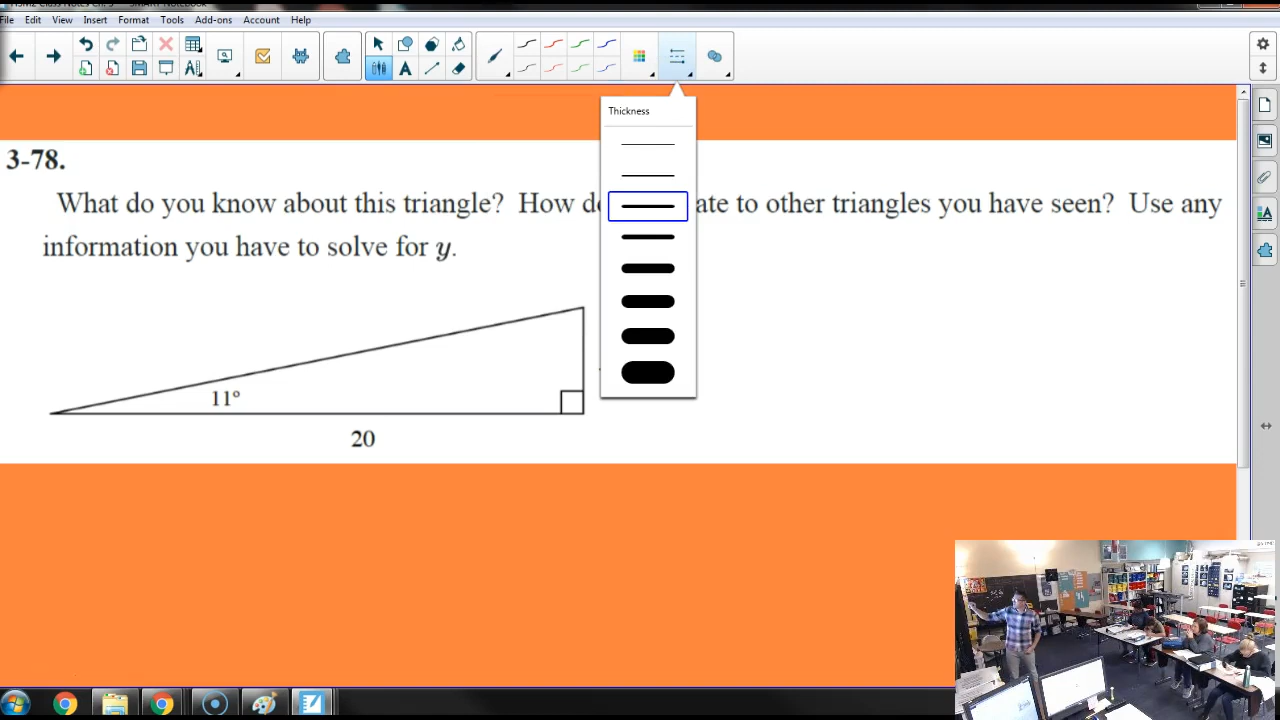 File Edit View Insert Format Tools Add-ons Account Help
Thickness
3-78.
What do you know about this triangle? How do ate to other triangles you have seen? Use any
information you have to solve for y.
11°
20